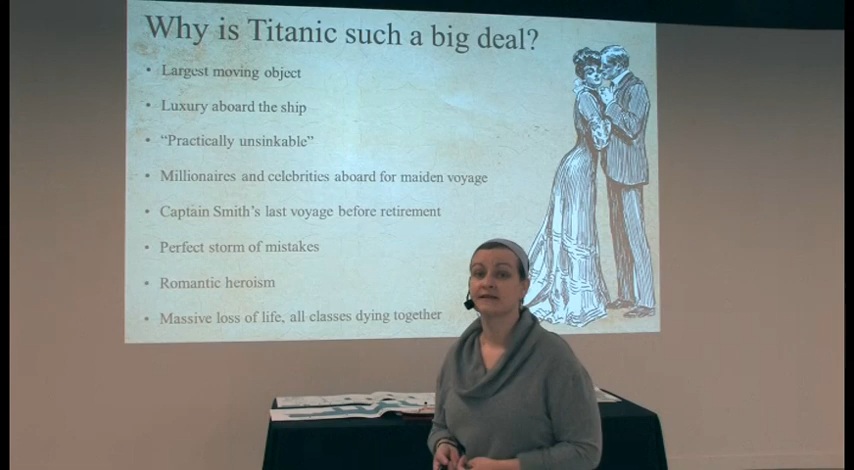 Why is Titanic such a big deal?
• Largest moving object
• Luxury aboard the ship
• “Practically unsinkable”
• Millionaires and celebrities aboard for maiden voyage
• Captain Smith’s last voyage before retirement
• Perfect storm of mistakes
• Romantic heroism
• Massive loss of life, all classes dying together